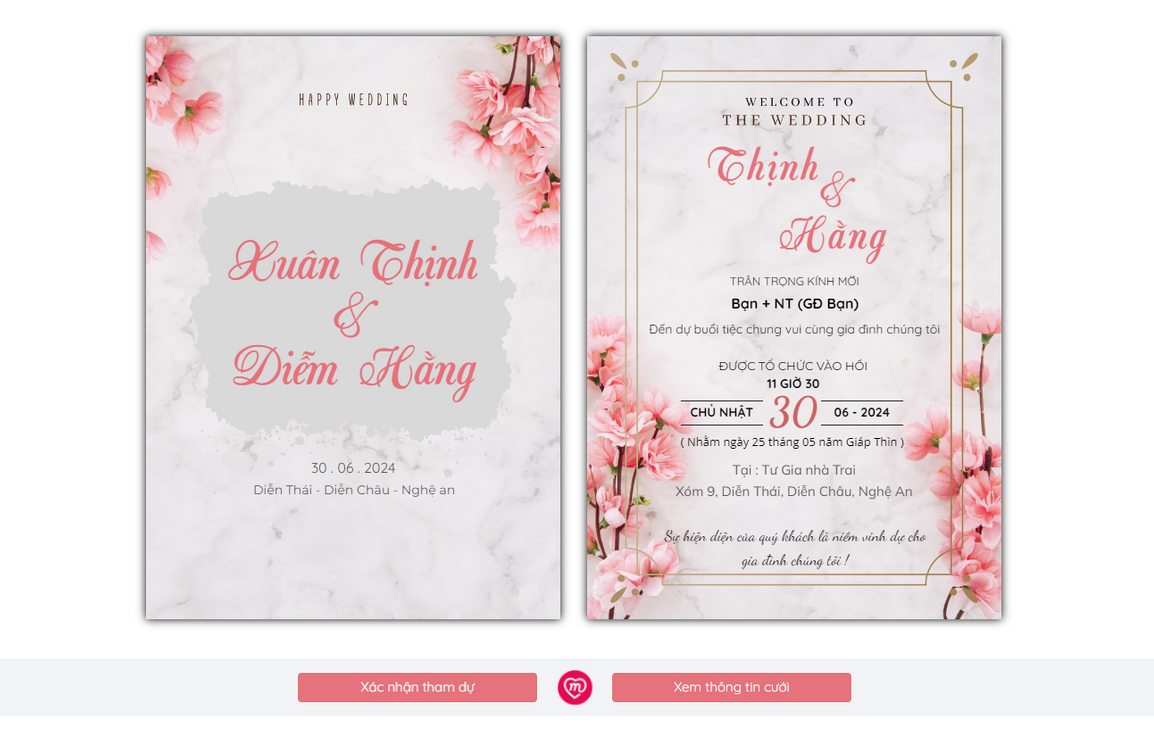 HAPPY WEDDING
Xuân Thịnh
&
Diễm Hằng
30 . 06 . 2024
Diễn Thái - Diễn Châu - Nghệ an
WELCOME TO
THE WEDDING
Thịnh
&
Hằng
TRÂN TRỌNG KÍNH MỜI
Bạn + NT (GĐ Bạn)
Đến dự buổi tiệc chung vui cùng gia đình chúng tôi
ĐƯỢC TỔ CHỨC VÀO HỒI
11 GIỜ 30
CHỦ NHẬT 30 06 - 2024
( Nhằm ngày 25 tháng 05 năm Giáp Thìn )
Tại : Tư Gia nhà Trai
Xóm 9, Diễn Thái, Diễn Châu, Nghệ An
Sự hiện diện của quý khách là niềm vinh dự cho
gia đình chúng tôi !
Xác nhận tham dự
m
Xem thông tin cưới